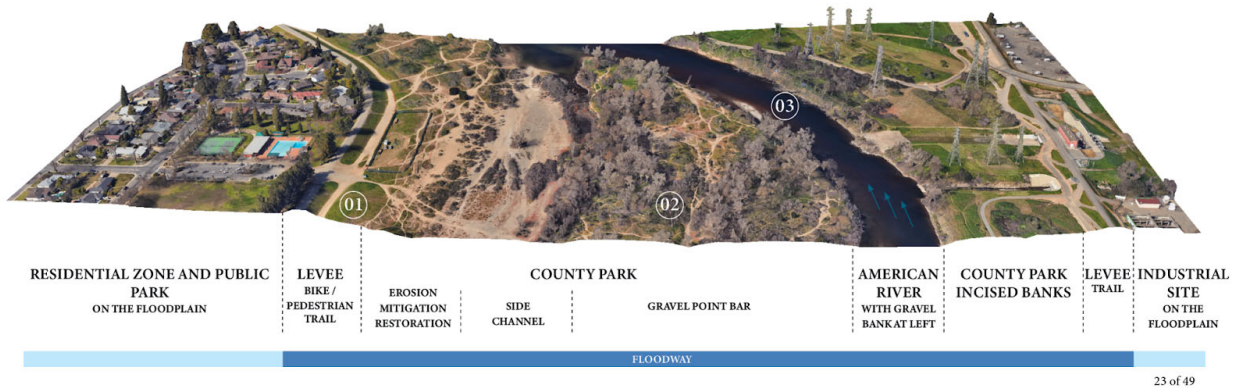 03
01
02
RESIDENTIAL ZONE AND PUBLIC
PARK
ON THE FLOODPLAIN
LEVEE
BIKE /
PEDESTRIAN
TRAIL
COUNTY PARK
EROSION
MITIGATION
RESTORATION
SIDE
CHANNEL
GRAVEL POINT BAR
AMERICAN
RIVER
WITH GRAVEL
BANK AT LEFT
COUNTY PARK
INCISED BANKS
LEVEE
TRAIL
INDUSTRIAL
SITE
ON THE
FLOODPLAIN
FLOODWAY
23 of 49